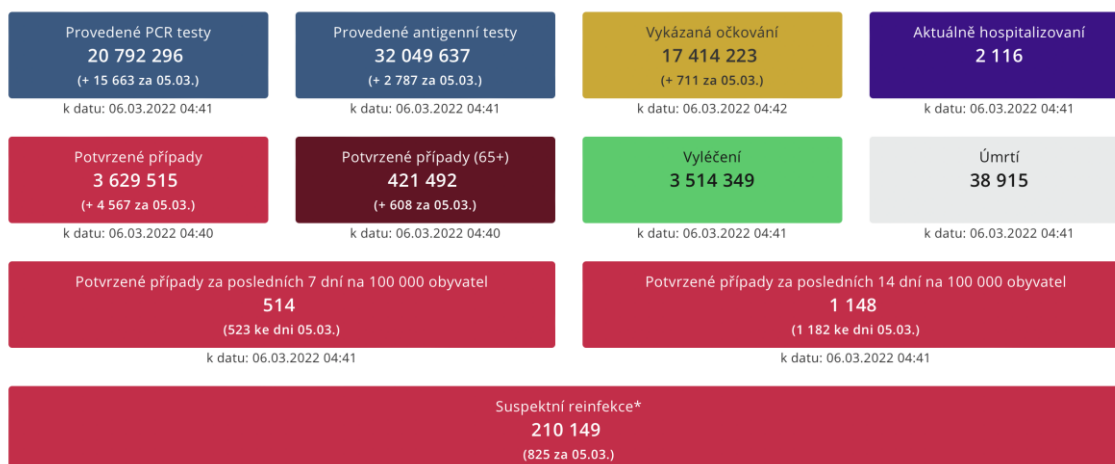 Provedené PCR testy
20 792 296
(+ 15 663 za 05.03.)
k datu: 06.03.2022 04:41
Provedené antigenní testy
32 049 637
(+ 2 787 za 05.03.)
k datu: 06.03.2022 04:41
Vykázaná očkování
17 414 223
(+ 711 za 05.03.)
k datu: 06.03.2022 04:42
Aktuálně hospitalizovaní
2 116
k datu: 06.03.2022 04:41
Potvrzené případy
3 629 515
(+ 4 567 za 05.03.)
k datu: 06.03.2022 04:40
Potvrzené případy (65+)
421 492
(+ 608 za 05.03.)
k datu: 06.03.2022 04:40
Vyléčení
3 514 349
k datu: 06.03.2022 04:41
Úmrtí
38 915
k datu: 06.03.2022 04:41
Potvrzené případy za posledních 7 dní na 100 000 obyvatel
514
(523 ke dni 05.03.)
k datu: 06.03.2022 04:41
Potvrzené případy za posledních 14 dní na 100 000 obyvatel
1 148
(1 182 ke dni 05.03.)
k datu: 06.03.2022 04:41
Suspektní reinfekce*
210 149
(825 za 05.03.)